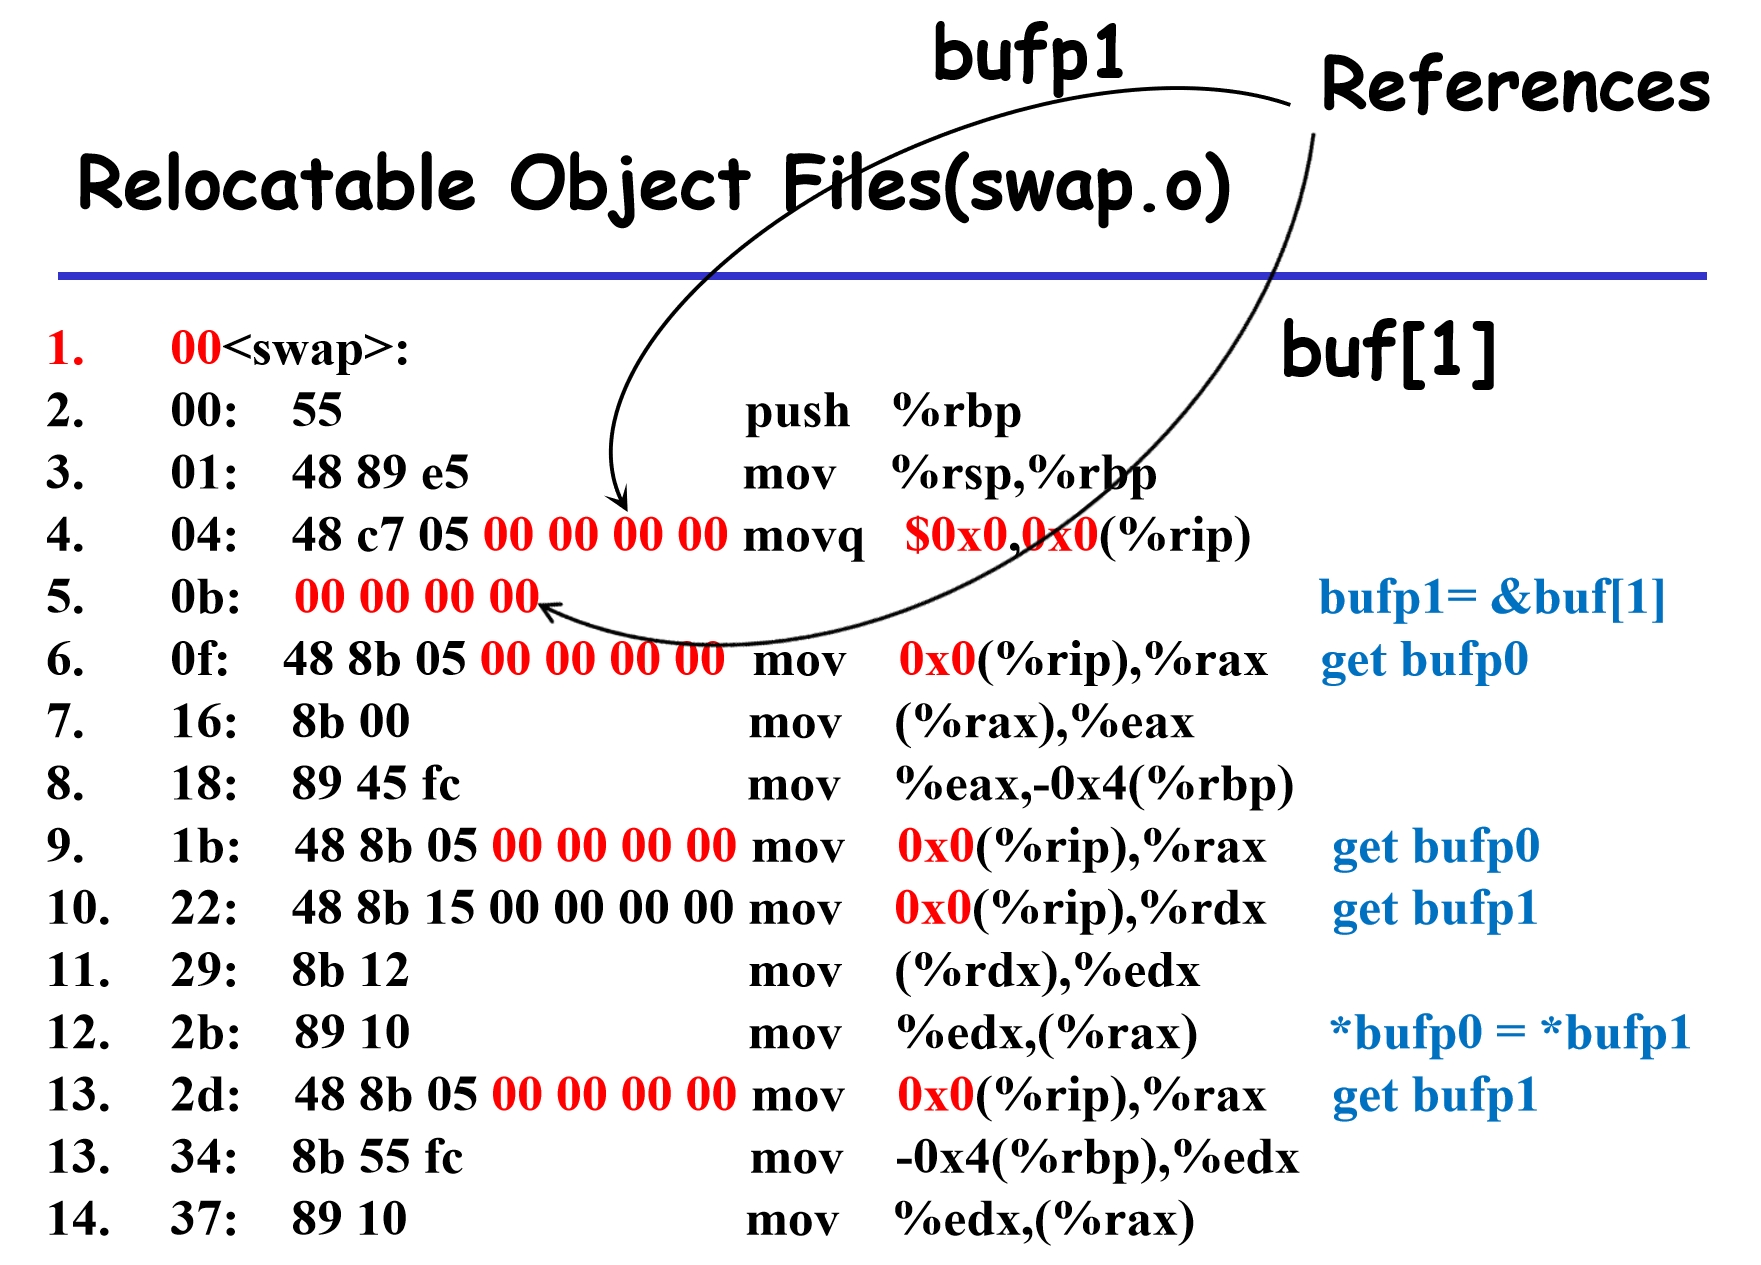 bufp1
References
Relocatable Object Files(swap.o)
buf[1]
1. 00<swap>:
2. 00: 55 push %rbp
3. 01: 48 89 e5 mov %rsp,%rbp
4. 04: 48 c7 05 00 00 00 00 movq $0x0,0x0(%rip)
5. 0b: 00 00 00 00 bufp1= &buf[1]
6. 0f: 48 8b 05 00 00 00 00 mov 0x0(%rip),%rax get bufp0
7. 16: 8b 00 mov (%rax),%eax
8. 18: 89 45 fc mov %eax,-0x4(%rbp)
9. 1b: 48 8b 05 00 00 00 00 mov 0x0(%rip),%rax get bufp0
10. 22: 48 8b 15 00 00 00 00 mov 0x0(%rip),%rdx get bufp1
11. 29: 8b 12 mov (%rdx),%edx
12. 2b: 89 10 mov %edx,(%rax) *bufp0 = *bufp1
13. 2d: 48 8b 05 00 00 00 00 mov 0x0(%rip),%rax get bufp1
13. 34: 8b 55 fc mov -0x4(%rbp),%edx
14. 37: 89 10 mov %edx,(%rax)